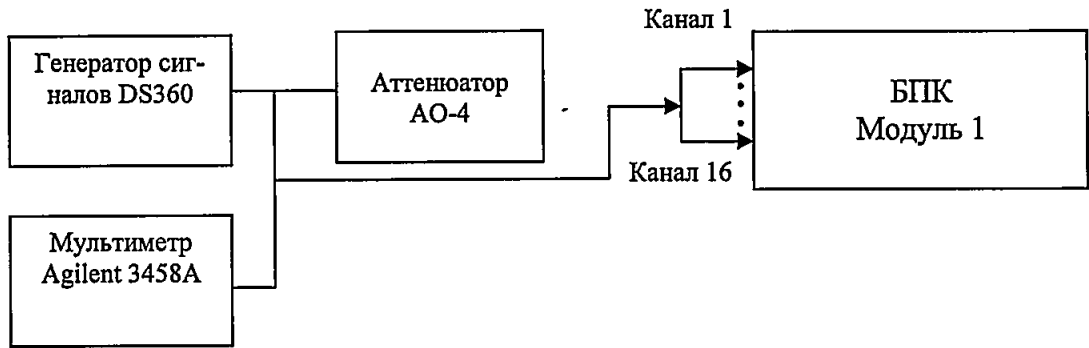 Канал 1
Генератор сиг-
налов DS360
Аттенюатор
АО-4
БПК
Модуль 1
Канал 16
Мультиметр
Agilent 3458A